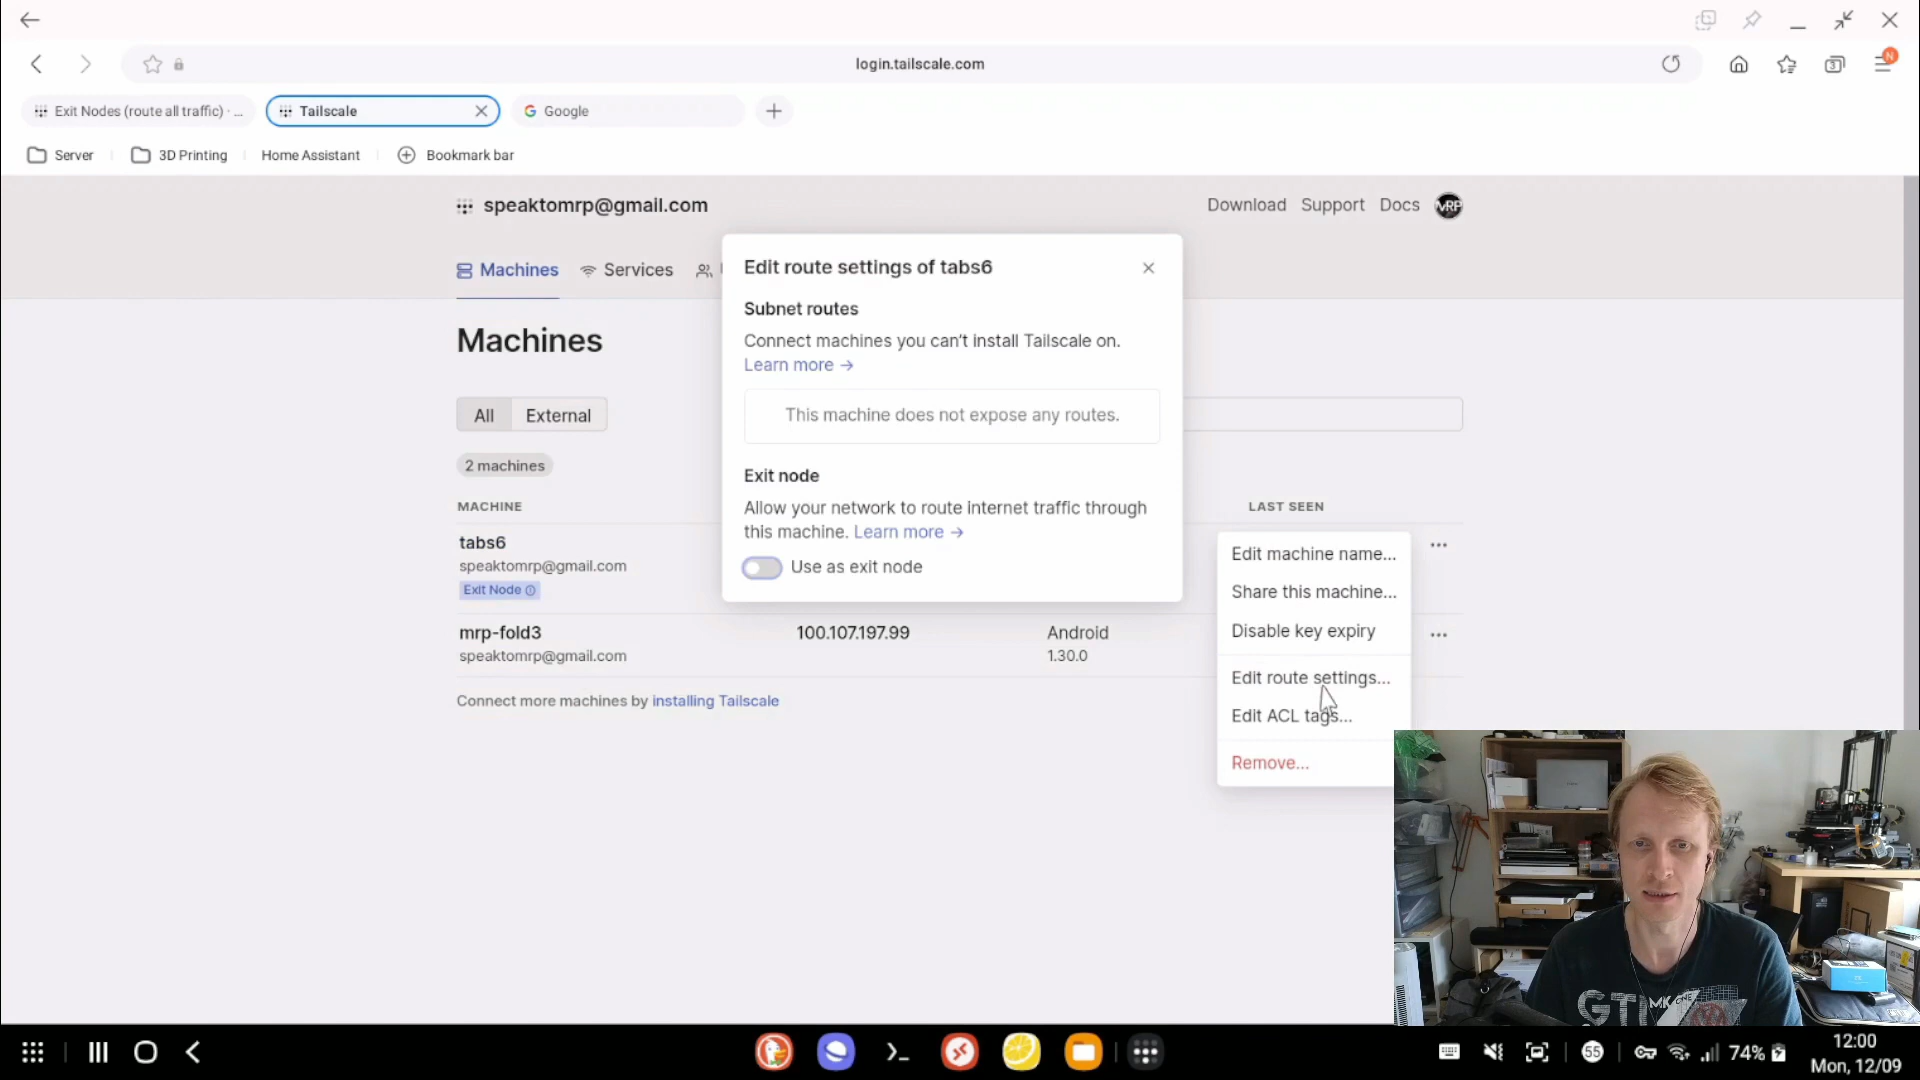 login.tailscale.com
Exit Nodes (route all traffic) · ...
Tailscale
Google
Server
3D Printing
Home Assistant
Bookmark bar
speaktomrp@gmail.com
Download
Support
Docs
MRP
Machines
Services
Machines
All
External
2 machines
MACHINE
LAST SEEN
tabs6
speaktomrp@gmail.com
Exit Node
mrp-fold3
100.107.197.99
Android
speaktomrp@gmail.com
1.30.0
Connect more machines by installing Tailscale
Edit route settings of tabs6
Subnet routes
Connect machines you can't install Tailscale on.
Learn more →
This machine does not expose any routes.
Exit node
Allow your network to route internet traffic through
this machine. Learn more →
Use as exit node
Edit machine name...
Share this machine...
Disable key expiry
Edit route settings...
Edit ACL tags...
Remove...
GTI MK ONE
55
74%
12:00
Mon, 12/09